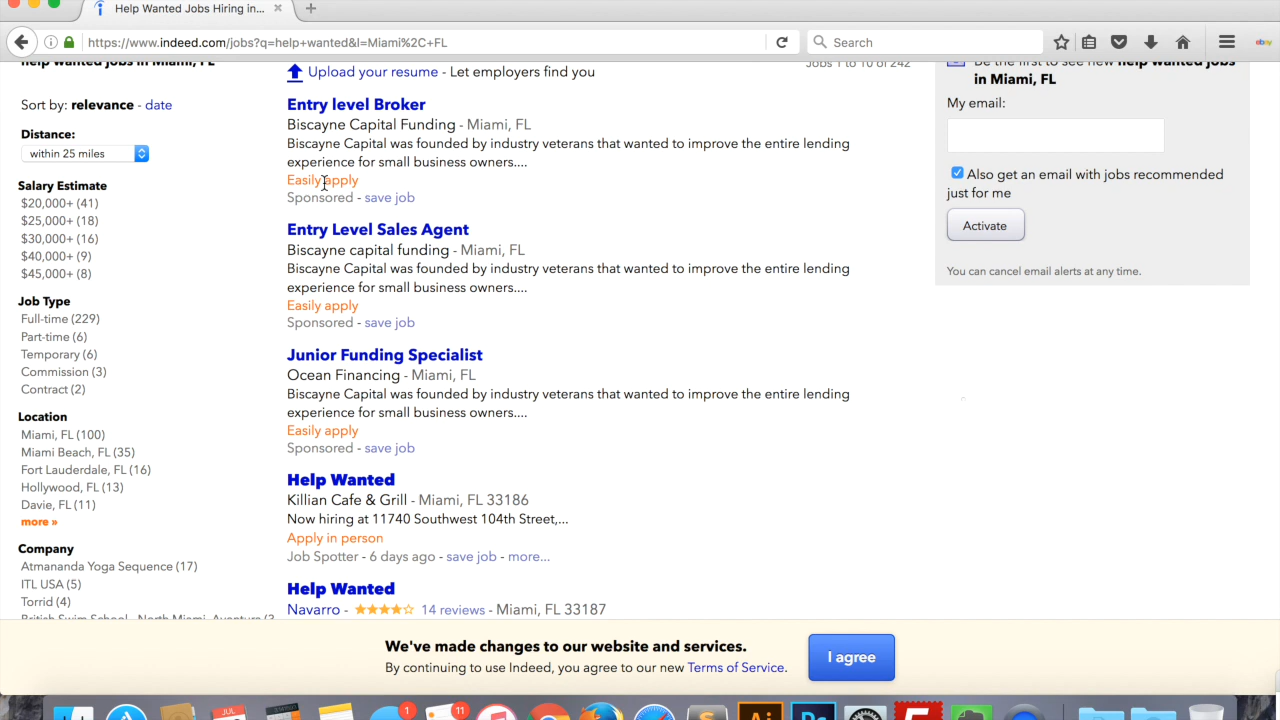 Help Wanted Jobs Hiring in...
https://www.indeed.com/jobs?q=help+wanted&l=Miami%2C+FL
Search
ebay
help wanted jobs in Miami, FL
Sort by: relevance - date
Distance:
within 25 miles
Salary Estimate
$20,000+ (41)
$25,000+ (18)
$30,000+ (16)
$40,000+ (9)
$45,000+ (8)
Job Type
Full-time (229)
Part-time (6)
Temporary (6)
Commission (3)
Contract (2)
Location
Miami, FL (100)
Miami Beach, FL (35)
Fort Lauderdale, FL (16)
Hollywood, FL (13)
Davie, FL (11)
more »
Company
Atmananda Yoga Sequence (17)
ITL USA (5)
Torrid (4)
British Swim School - North Miami, Aventura (3
Upload your resume - Let employers find you
Jobs 1 to 10 of 242
Entry level Broker
Biscayne Capital Funding - Miami, FL
Biscayne Capital was founded by industry veterans that wanted to improve the entire lending
experience for small business owners....
Easily apply
Sponsored - save job
Entry Level Sales Agent
Biscayne capital funding - Miami, FL
Biscayne Capital was founded by industry veterans that wanted to improve the entire lending
experience for small business owners....
Easily apply
Sponsored - save job
Junior Funding Specialist
Ocean Financing - Miami, FL
Biscayne Capital was founded by industry veterans that wanted to improve the entire lending
experience for small business owners....
Easily apply
Sponsored - save job
Help Wanted
Killian Cafe & Grill - Miami, FL 33186
Now hiring at 11740 Southwest 104th Street,...
Apply in person
Job Spotter - 6 days ago - save job - more...
Help Wanted
Navarro - 14 reviews - Miami, FL 33187
Be the first to see new help wanted jobs
in Miami, FL
My email:
Also get an email with jobs recommended
just for me
Activate
You can cancel email alerts at any time.
We've made changes to our website and services.
By continuing to use Indeed, you agree to our new Terms of Service.
I agree
JUL
1
11
S
Ai
Ps
F